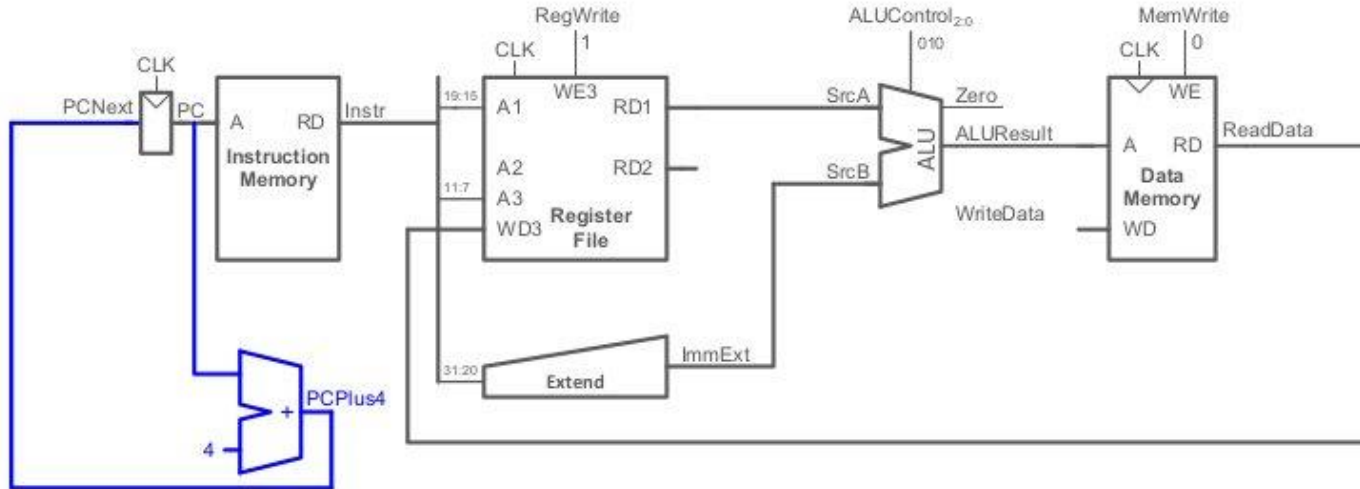 RegWrite
ALUControl2:0
MemWrite
CLK
1
010
CLK
0
CLK
PCNext
PC
A
RD
Instruction
Memory
Instr
19:15
A1
WE3
RD1
A2
RD2
11:7
A3
WD3
Register
File
SrcA
SrcB
Zero
ALU
ALUResult
WE
A
RD
Data
Memory
WD
WriteData
ReadData
31:20
Extend
ImmExt
PCPlus4
+
4